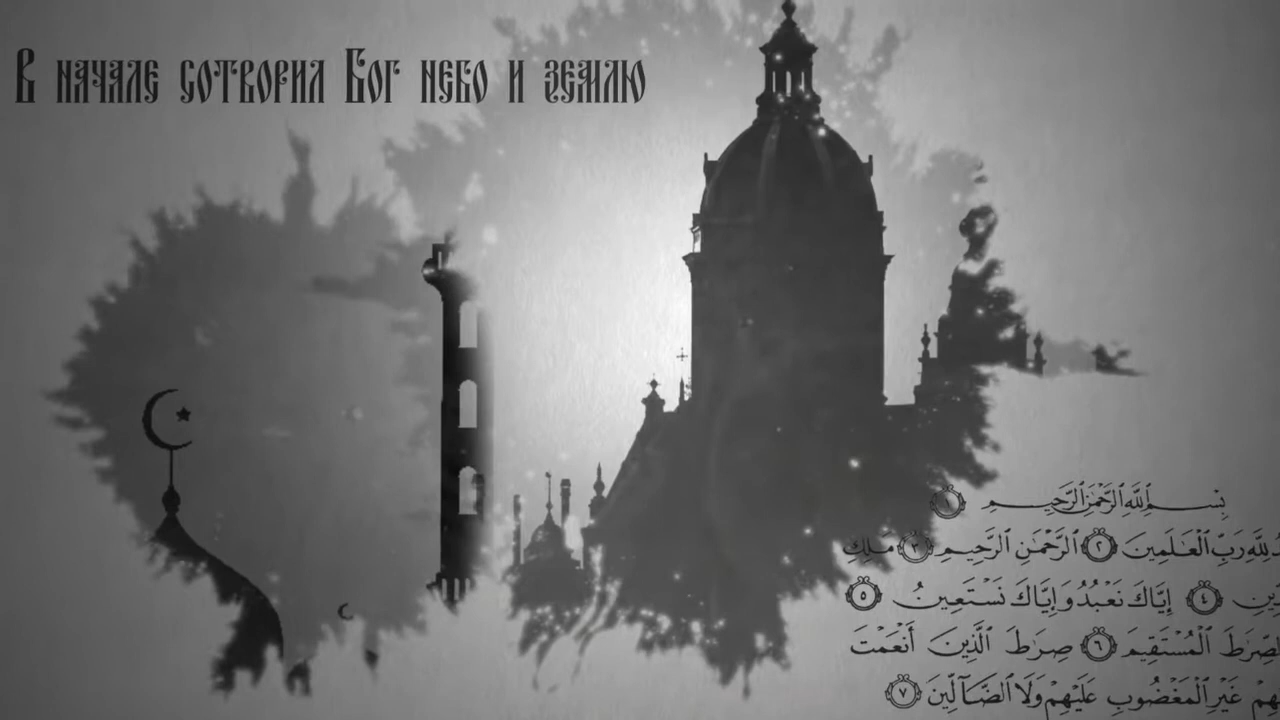 В начале сотворил Бог небо и землю
بِسْمِ ٱللَّهِ ٱلرَّحْمَٰنِ ٱلرَّحِيمِ ١
لِلَّهِ رَبِّ ٱلْعَٰلَمِينَ ٢ ٱلرَّحْمَٰنِ ٱلرَّحِيمِ ٣ مَٰلِكِ
٤ إِيَّاكَ نَعْبُدُ وَإِيَّاكَ نَسْتَعِينُ ٥
ٱلْمُسْتَقِيمَ ٦ صِرَٰطَ ٱلَّذِينَ أَنْعَمْتَ
غَيْرِ ٱلْمَغْضُوبِ عَلَيْهِمْ وَلَا ٱلضَّآلِّينَ ٧